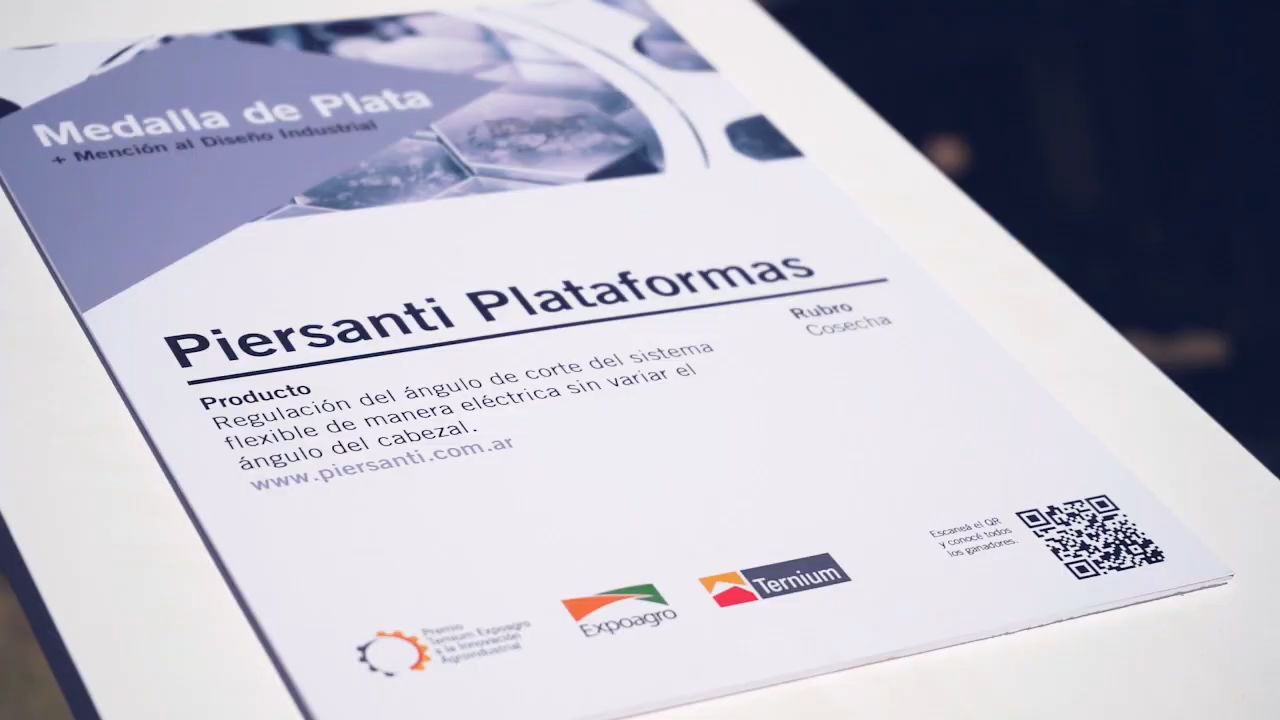 Medalla de Plata
+ Mención al Diseño Industrial
Piersanti Plataformas
Rubro
Cosecha
Producto
Regulación del ángulo de corte del sistema
flexible de manera eléctrica sin variar el
ángulo del cabezal.
www.piersanti.com.ar
Escaneá el QR
y conocé todos
los ganadores.
Premio
Ternium Expoagro
a la Innovación
Agroindustrial
Expoagro
Ternium